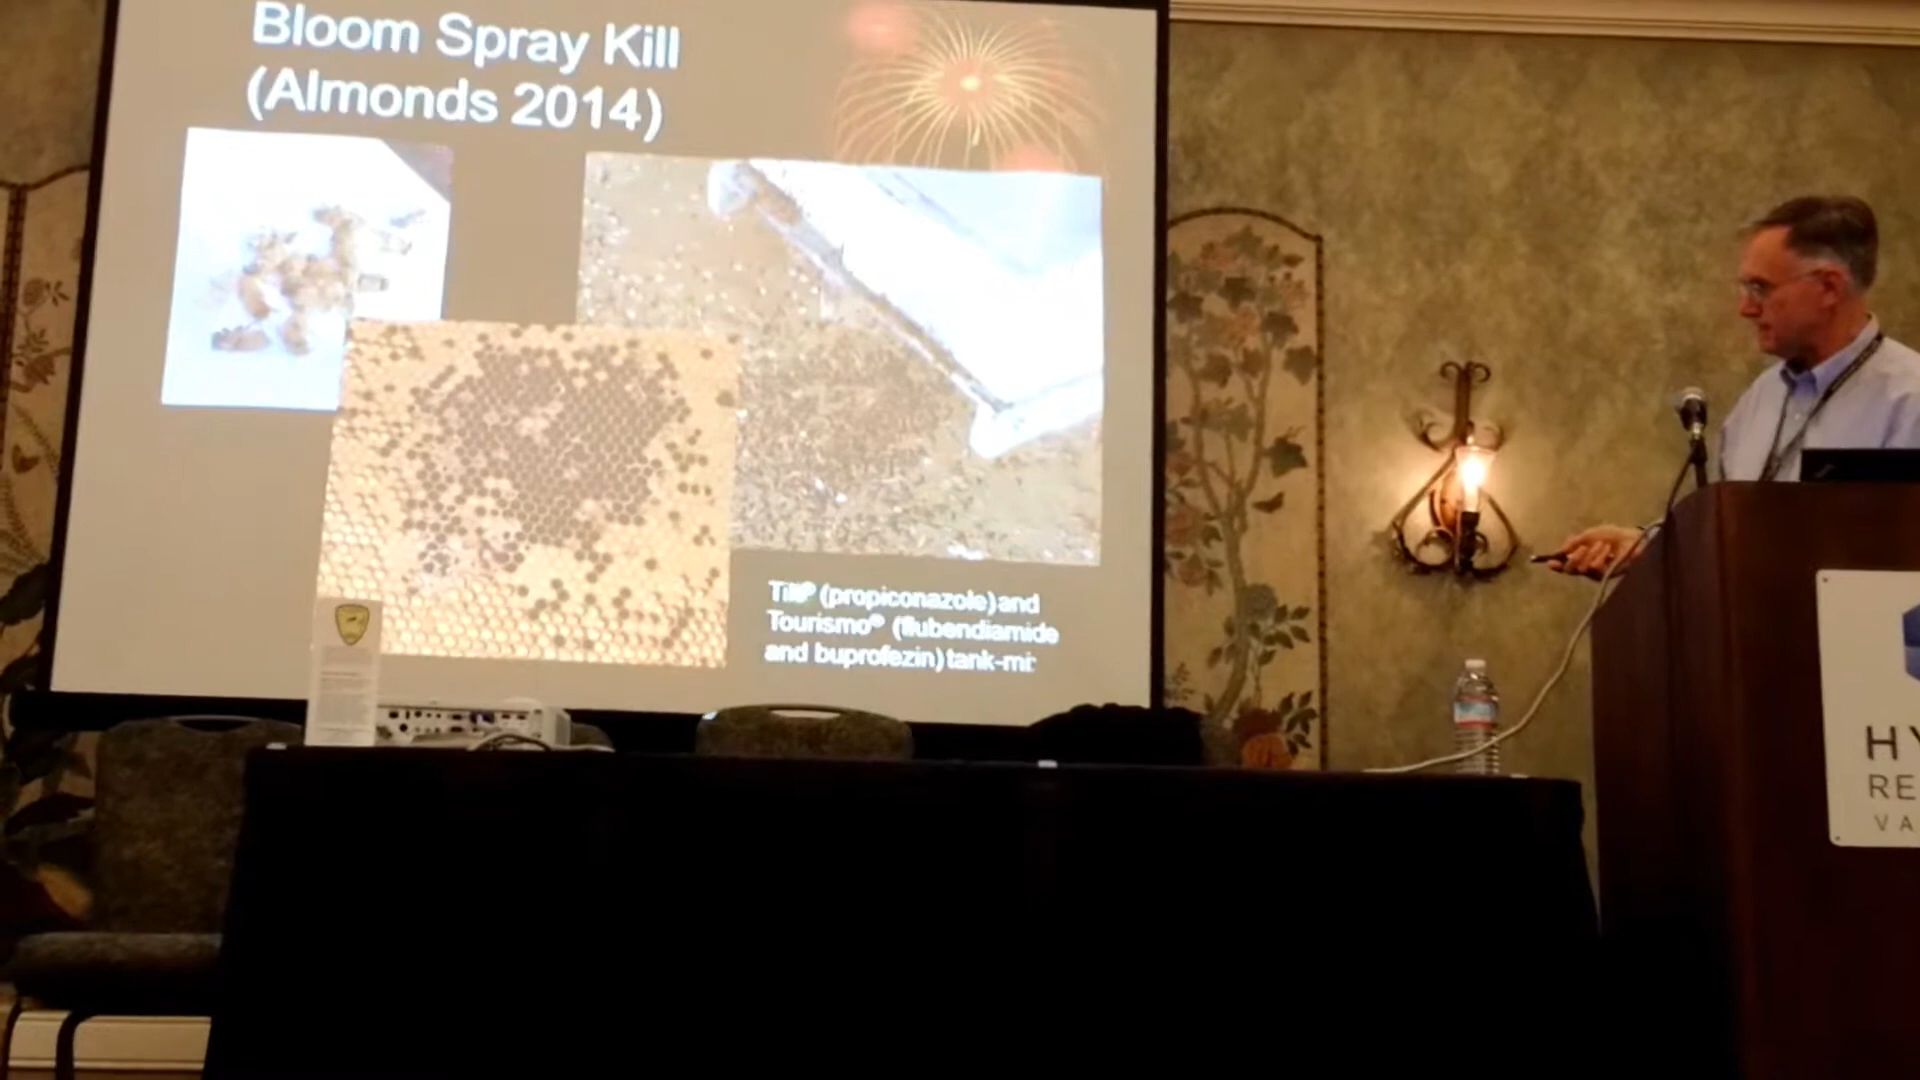 Bloom Spray Kill
(Almonds 2014)
Tilt® (propiconazole) and
Tourismo® (flubendiamide
and buprofezin) tank-mi
HY
RE
VA